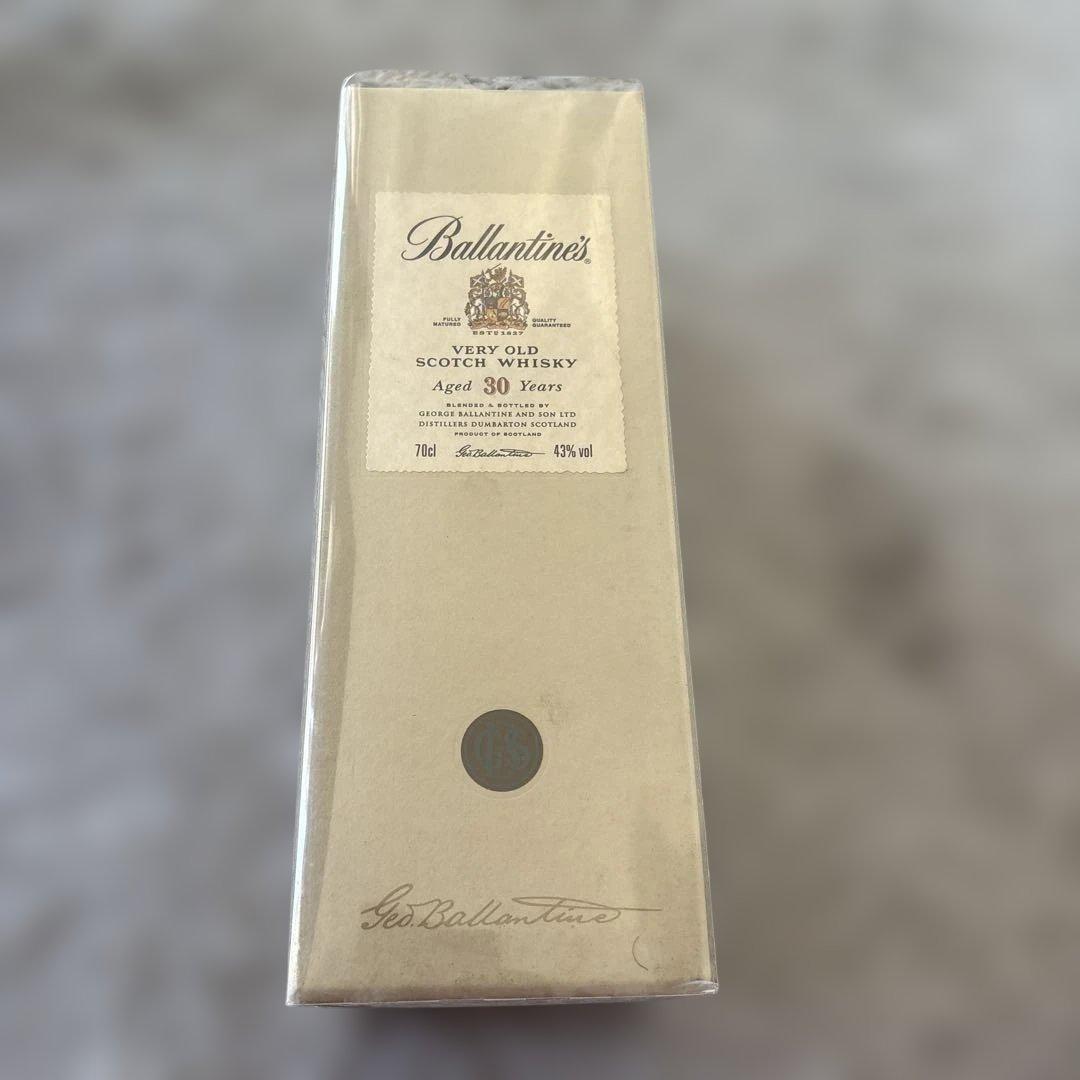 Ballantine's®
FULLY MATURED
QUALITY GUARANTEED
ESTD 1827
VERY OLD
SCOTCH WHISKY
Aged 30 Years
BLENDED & BOTTLED BY
GEORGE BALLANTINE AND SON LTD
DISTILLERS DUMBARTON SCOTLAND
PRODUCT OF SCOTLAND
70cl Geo. Ballantine 43% vol
Geo. Ballantine